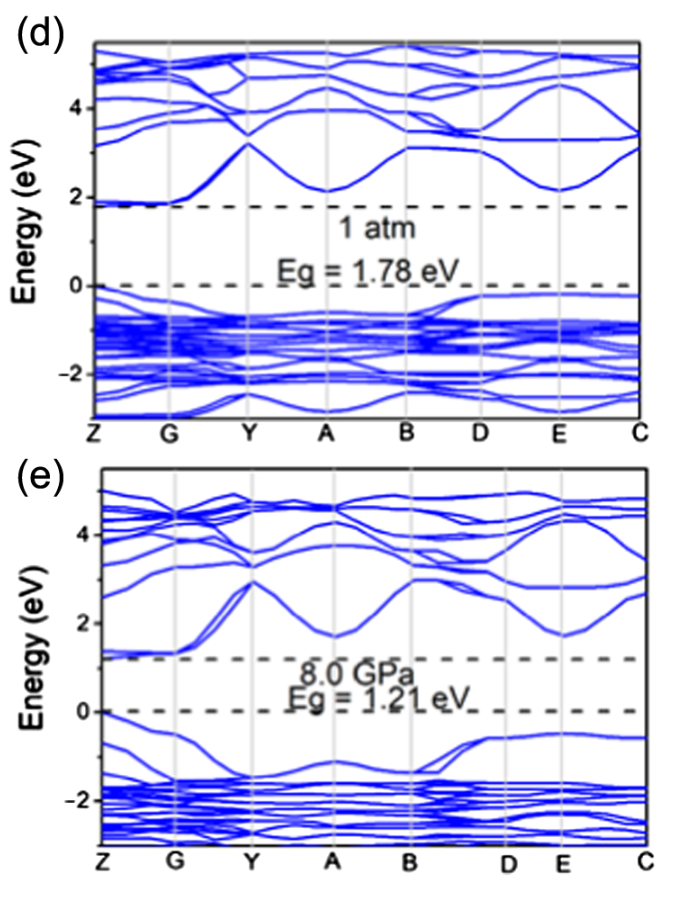 (d)
Energy (eV)
4
2
0
−2
1 atm
Eg = 1.78 eV
Z G Y A B D E C
(e)
Energy (eV)
4
2
0
−2
8.0 GPa
Eg = 1.21 eV
Z G Y A B D E C